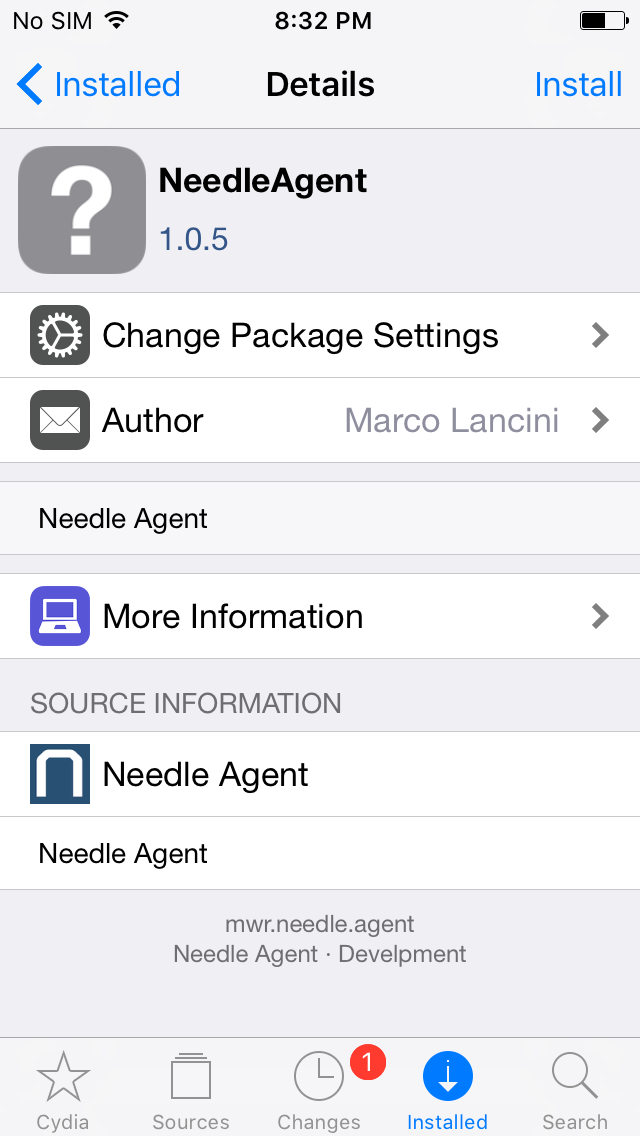 No SIM 8:32 PM
Installed Details Install
?
NeedleAgent
1.0.5
Change Package Settings
Author Marco Lancini
Needle Agent
More Information
SOURCE INFORMATION
Needle Agent
Needle Agent
mwr.needle.agent
Needle Agent · Develpment
1
Cydia Sources Changes Installed Search